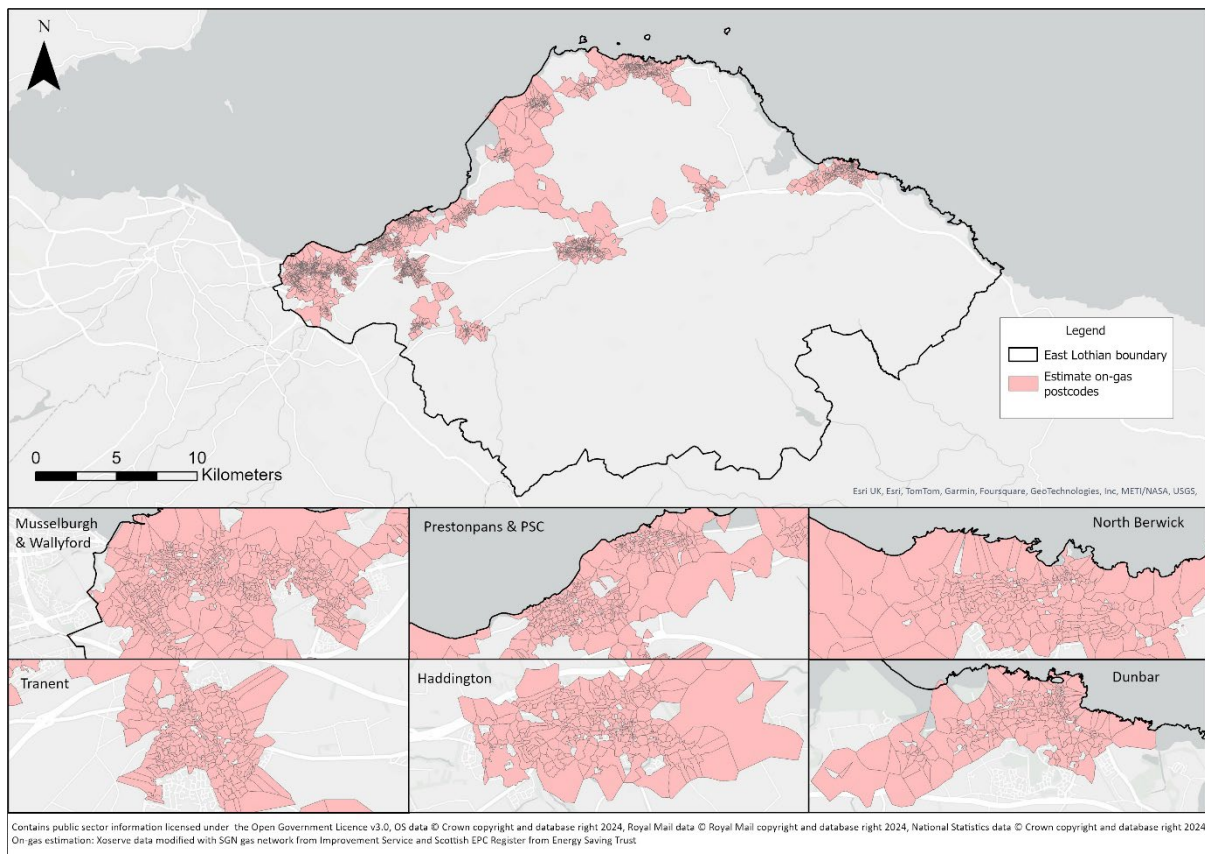 N
Legend
East Lothian boundary
Estimate on-gas
postcodes
0 5 10
Kilometers
Esri UK, Esri, TomTom, Garmin, Foursquare, GeoTechnologies, Inc, METI/NASA, USGS,
Musselburgh
& Wallyford
Prestonpans & PSC
North Berwick
Tranent
Haddington
Dunbar
Contains public sector information licensed under the Open Government Licence v3.0, OS data © Crown copyright and database right 2024, Royal Mail data © Royal Mail copyright and database right 2024, National Statistics data © Crown copyright and database right 2024
On-gas estimation: Xoserve data modified with SGN gas network from Improvement Service and Scottish EPC Register from Energy Saving Trust